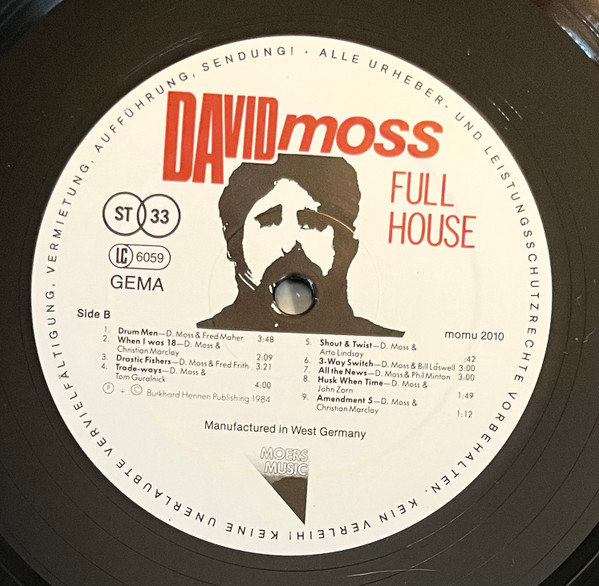 ALLE URHEBER- UND LEISTUNGSSCHUTZRECHTE VORBEHALTEN. KEIN VERLEIH! KEINE UNERLAUBTE VERVIELFÄLTIGUNG, VERMIETUNG, AUFFÜHRUNG, SENDUNG! ·
DAVID moss
FULL
HOUSE
ST 33
LC 6059
GEMA
Side B
momu 2010
1. Drum Men—D. Moss & Fred Maher 3:48
2. When I was 18—D. Moss &
Christian Marclay 2:09
3. Drastic Fishers—D. Moss & Fred Frith 3:21
4. Trade-ways—D. Moss &
Tom Guralnick 4:00
5. Shout & Twist—D. Moss &
Arto Lindsay :42
6. 3-Way Switch—D. Moss & Bill Laswell 3:00
7. All the News—D. Moss & Phil Minton 3:00
8. Husk When Time—D. Moss &
John Zorn 1:49
9. Amendment 5—D. Moss &
Christian Marclay 1:12
Ⓟ + © Burkhard Hennen Publishing 1984
Manufactured in West Germany
MOERS
MUSIC